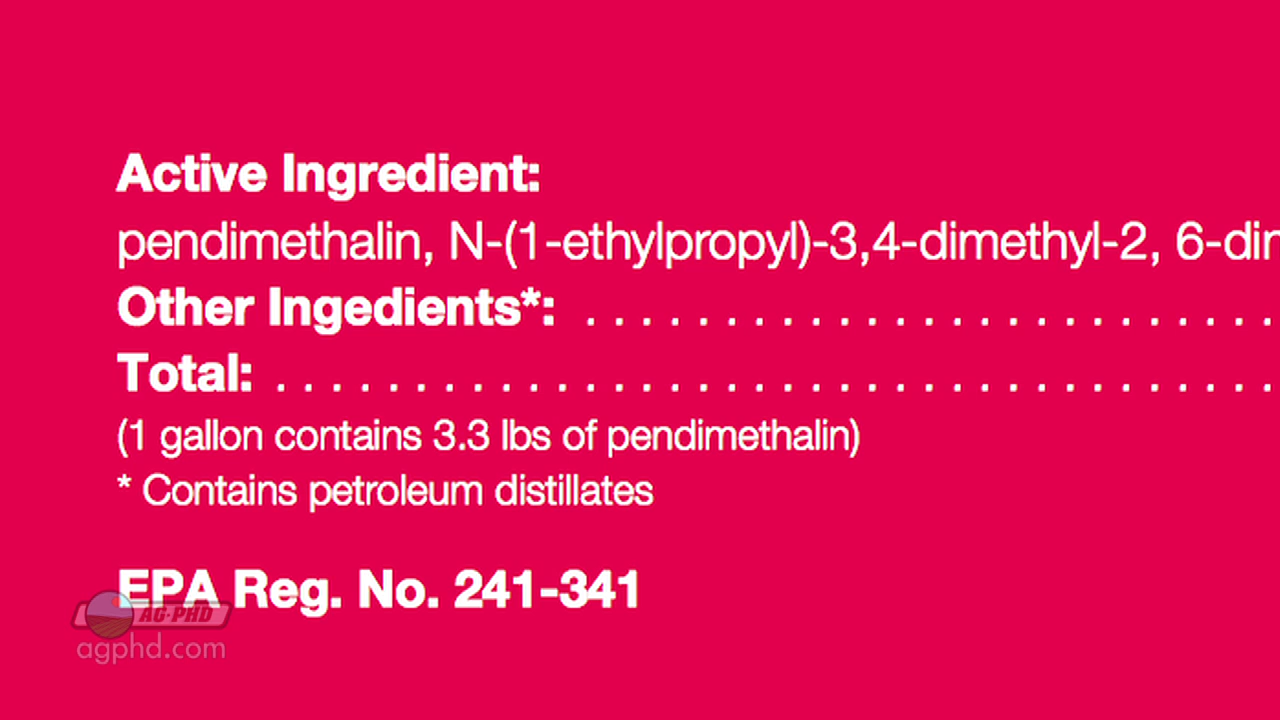 Active Ingredient:
pendimethalin, N-(1-ethylpropyl)-3,4-dimethyl-2, 6-din
Other Ingedients*: . . . . . . . . . . . . . . . . . . . . . . . . .
Total: . . . . . . . . . . . . . . . . . . . . . . . . . . . . . . . . . . . .
(1 gallon contains 3.3 lbs of pendimethalin)
* Contains petroleum distillates
EPA Reg. No. 241-341
AG-PHD
agphd.com